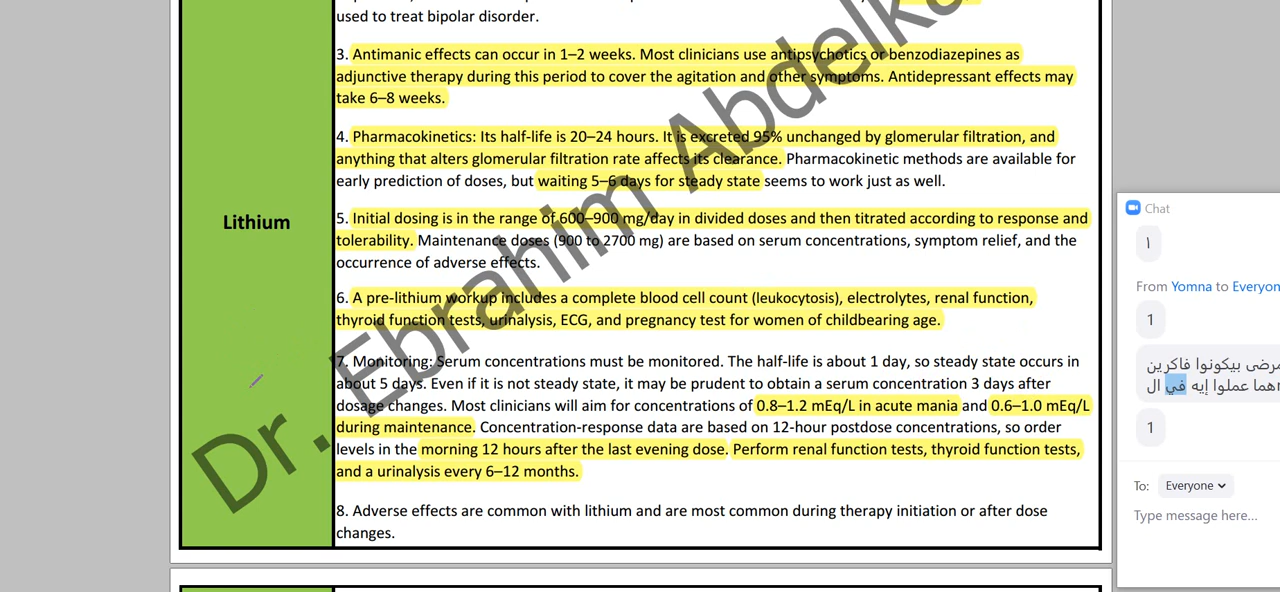 used to treat bipolar disorder.
3. Antimanic effects can occur in 1–2 weeks. Most clinicians use antipsychotics or benzodiazepines as
adjunctive therapy during this period to cover the agitation and other symptoms. Antidepressant effects may
take 6–8 weeks.
4. Pharmacokinetics: Its half-life is 20–24 hours. It is excreted 95% unchanged by glomerular filtration, and
anything that alters glomerular filtration rate affects its clearance. Pharmacokinetic methods are available for
early prediction of doses, but waiting 5–6 days for steady state seems to work just as well.
Lithium
5. Initial dosing is in the range of 600–900 mg/day in divided doses and then titrated according to response and
tolerability. Maintenance doses (900 to 2700 mg) are based on serum concentrations, symptom relief, and the
occurrence of adverse effects.
6. A pre-lithium workup includes a complete blood cell count (leukocytosis), electrolytes, renal function,
thyroid function tests, urinalysis, ECG, and pregnancy test for women of childbearing age.
7. Monitoring: Serum concentrations must be monitored. The half-life is about 1 day, so steady state occurs in
about 5 days. Even if it is not steady state, it may be prudent to obtain a serum concentration 3 days after
dosage changes. Most clinicians will aim for concentrations of 0.8–1.2 mEq/L in acute mania and 0.6–1.0 mEq/L
during maintenance. Concentration-response data are based on 12-hour postdose concentrations, so order
levels in the morning 12 hours after the last evening dose. Perform renal function tests, thyroid function tests,
and a urinalysis every 6–12 months.
8. Adverse effects are common with lithium and are most common during therapy initiation or after dose
changes.
Dr. Ebrahim
Chat
١
From Yomna to Everyon
1
مرضى بيكونوا فاكرين
هما عملوا إيه في ال
1
To: Everyone
Type message here...